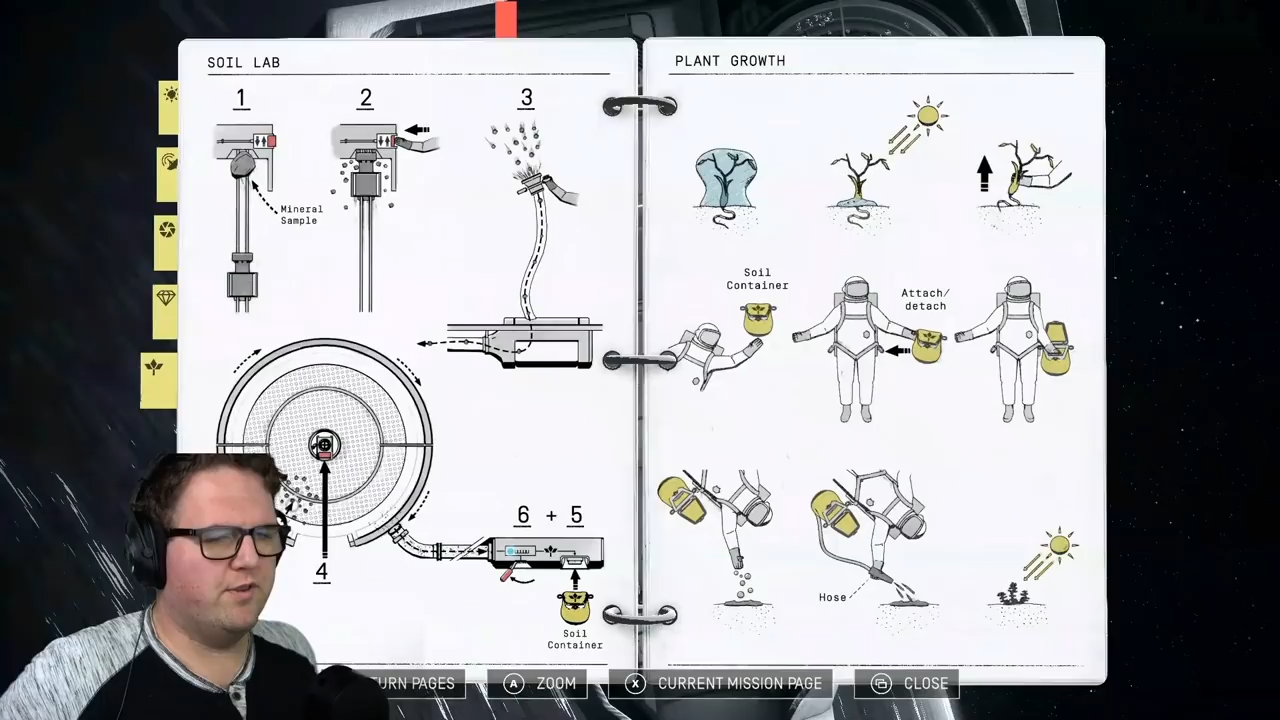 SOIL LAB
1
2
3
Mineral
Sample
4
6 + 5
Soil
Container
PLANT GROWTH
Soil
Container
Attach/
detach
Hose
TURN PAGES
A ZOOM
X CURRENT MISSION PAGE
CLOSE